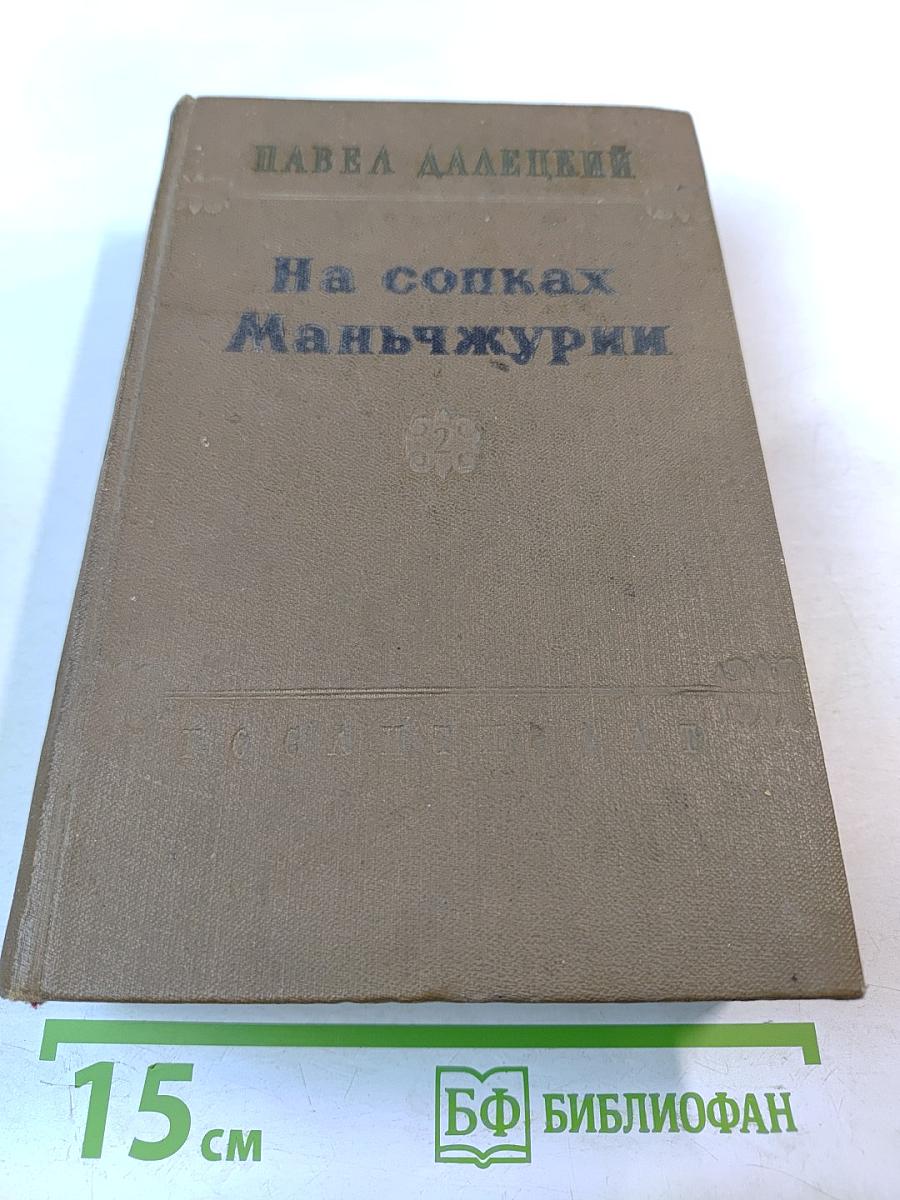 ПАВЕЛ ДАЛЕЦКИЙ
На сопках
Маньчжурии
2
ГОСЛИТИЗДАТ
15 см
БФ БИБЛИОФАН